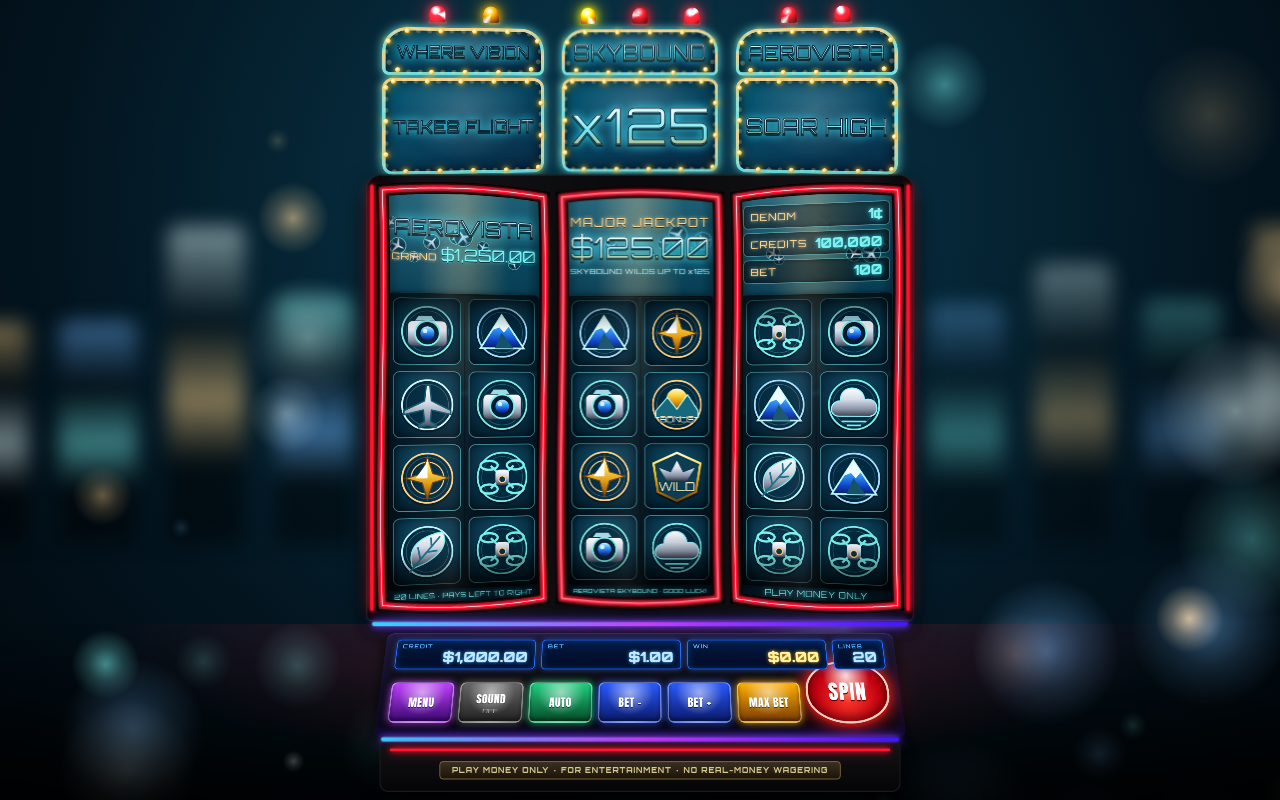 WHERE VISION
SKYBOUND
AEROVISTA
TAKES FLIGHT
x125
SOAR HIGH
AEROVISTA
GRAND $1,250.00
MAJOR JACKPOT
$125.00
SKYBOUND WILDS UP TO x125
DENOM 1¢
CREDITS 100,000
BET 100
BONUS
WILD
20 LINES · PAYS LEFT TO RIGHT
AEROVISTA SKYBOUND · GOOD LUCK!
PLAY MONEY ONLY
CREDIT $1,000.00
BET $1.00
WIN $0.00
LINES 20
MENU
SOUND
AUTO
BET -
BET +
MAX BET
SPIN
PLAY MONEY ONLY · FOR ENTERTAINMENT · NO REAL-MONEY WAGERING